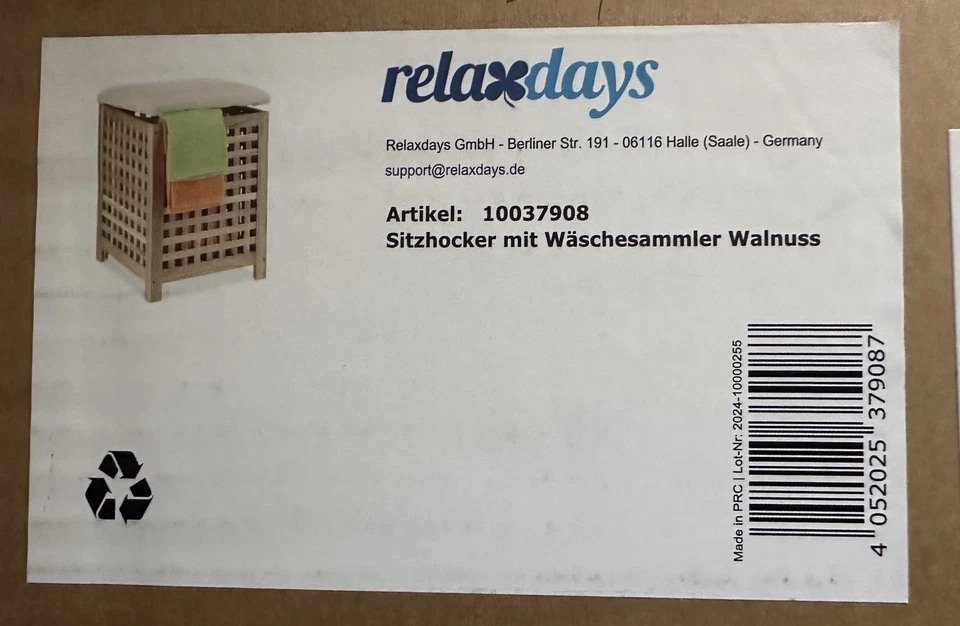 relaxdays
Relaxdays GmbH - Berliner Str. 191 - 06116 Halle (Saale) - Germany
support@relaxdays.de
Artikel: 10037908
Sitzhocker mit Wäschesammler Walnuss
Made in PRC | Lot-Nr: 2024-10000255
4 052025 379087